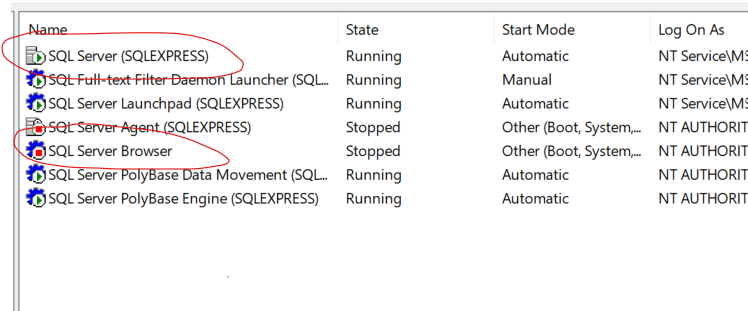 Name State Start Mode Log On As
SQL Server (SQLEXPRESS) Running Automatic NT Service\MS
SQL Full-text Filter Daemon Launcher (SQL... Running Manual NT Service\MS
SQL Server Launchpad (SQLEXPRESS) Running Automatic NT Service\MS
SQL Server Agent (SQLEXPRESS) Stopped Other (Boot, System,... NT AUTHORIT
SQL Server Browser Stopped Other (Boot, System,... NT AUTHORIT
SQL Server PolyBase Data Movement (SQL... Running Automatic NT AUTHORIT
SQL Server PolyBase Engine (SQLEXPRESS) Running Automatic NT AUTHORIT